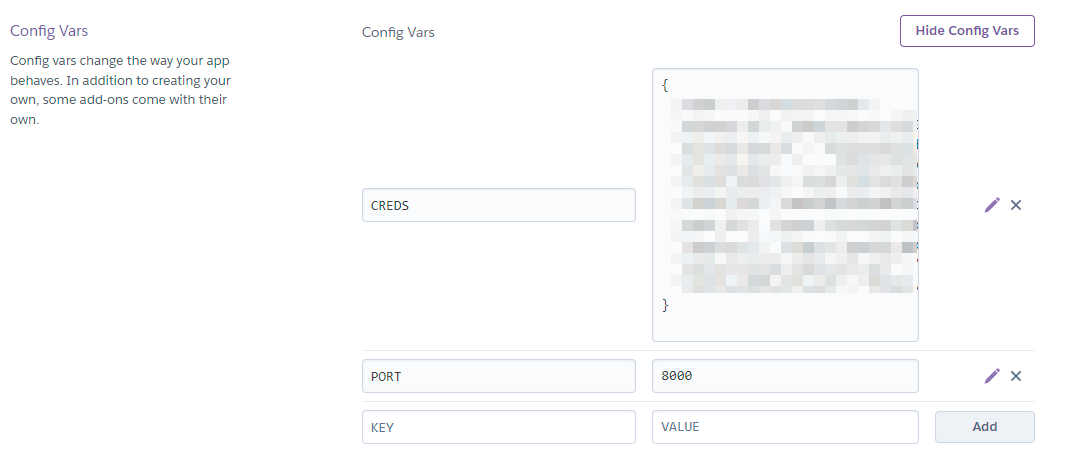 Config Vars
Config vars change the way your app
behaves. In addition to creating your
own, some add-ons come with their
own.
Config Vars
Hide Config Vars
CREDS
{
}
PORT
8000
KEY
VALUE
Add